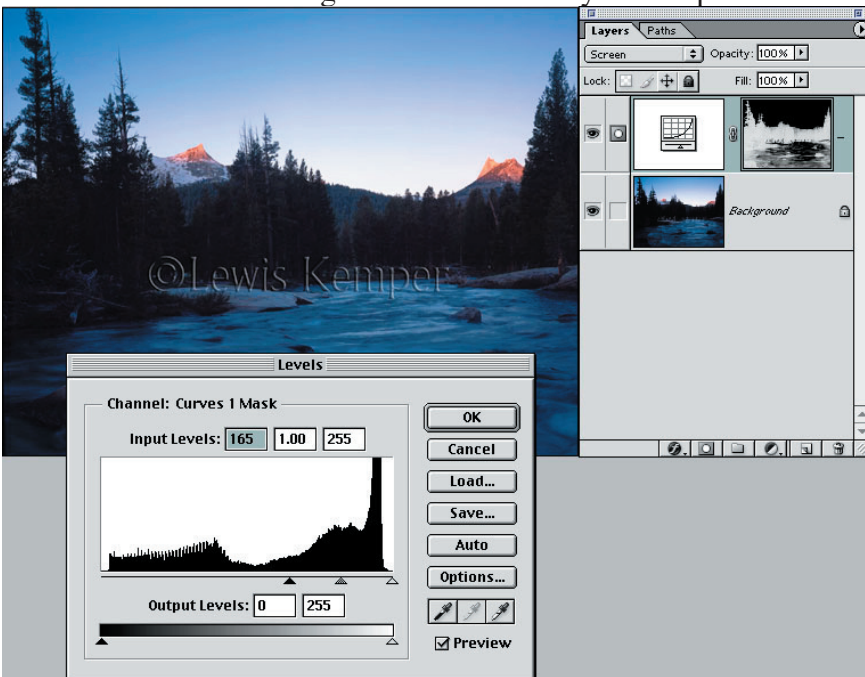 Layers Paths
Screen Opacity: 100%
Lock: Fill: 100%
Background
©Lewis Kemper
Levels
Channel: Curves 1 Mask
Input Levels: 165 1.00 255
OK
Cancel
Load...
Save...
Auto
Options...
Output Levels: 0 255
Preview